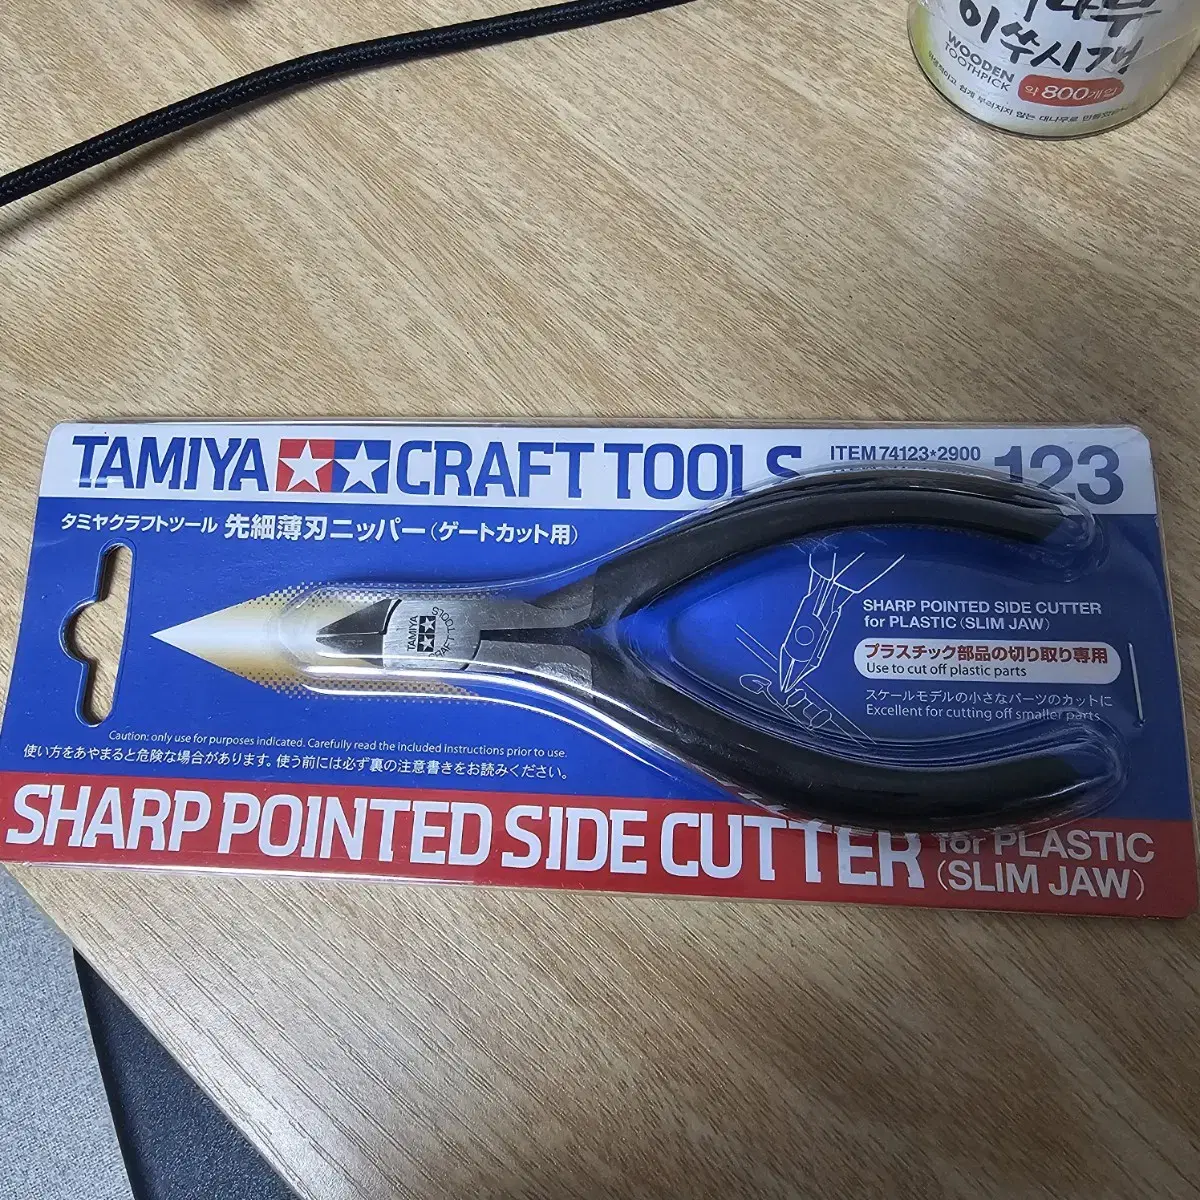 이쑤시개
WOODEN
TOOTHPICK
약 800개입
TAMIYA CRAFT TOOLS
ITEM 74123★2900
123
タミヤクラフトツール 先細薄刃ニッパー(ゲートカット用)
TAMIYA
CRAFT TOOLS
SHARP POINTED SIDE CUTTER
for PLASTIC (SLIM JAW)
プラスチック部品の切り取り専用
Use to cut off plastic parts
スケールモデルの小さなパーツのカットに
Excellent for cutting off smaller parts
Caution: only use for purposes indicated. Carefully read the included instructions prior to use.
使い方をあやまると危険な場合があります。使う前には必ず裏の注意書きをお読みください。
SHARP POINTED SIDE CUTTER for PLASTIC
(SLIM JAW)